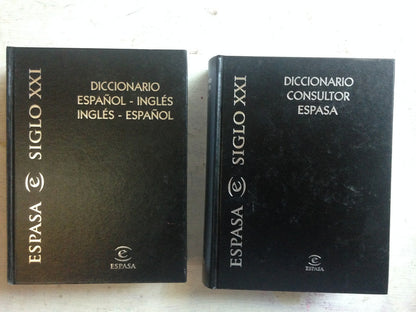 ESPASA e SIGLO XXI
DICCIONARIO
ESPAÑOL - INGLÉS
INGLÉS - ESPAÑOL
e
ESPASA
ESPASA e SIGLO XXI
DICCIONARIO
CONSULTOR
ESPASA
e
ESPASA